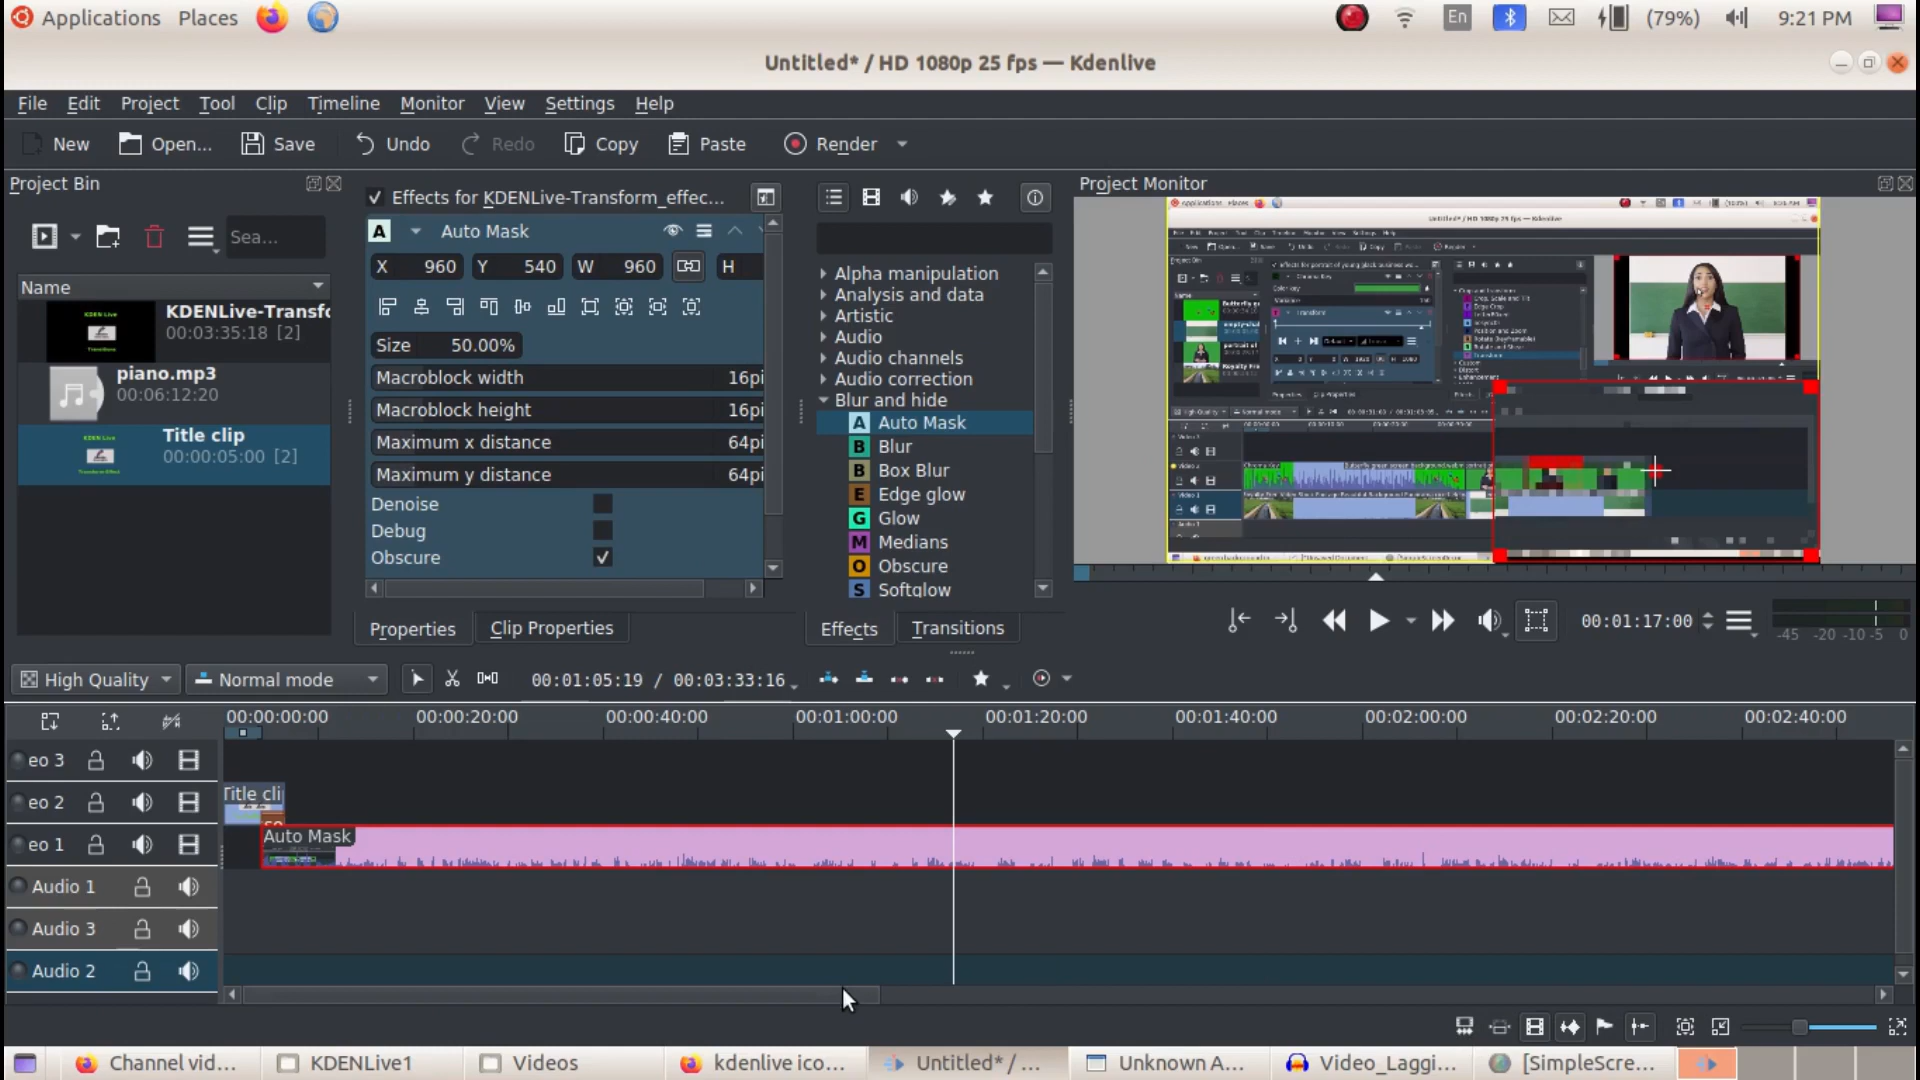 Applications Places En (79%) 9:21 PM
Untitled* / HD 1080p 25 fps — Kdenlive
File Edit Project Tool Clip Timeline Monitor View Settings Help
New Open... Save Undo Redo Copy Paste Render
Project Bin
Sea...
Name
KDENLive-Transfo
00:03:35:18 [2]
piano.mp3
00:06:12:20
Title clip
00:00:05:00 [2]
Effects for KDENLive-Transform_effec...
A Auto Mask
X 960 Y 540 W 960 H
Size 50.00%
Macroblock width 16pi
Macroblock height 16pi
Maximum x distance 64pi
Maximum y distance 64pi
Denoise
Debug
Obscure
Properties Clip Properties
Alpha manipulation
Analysis and data
Artistic
Audio
Audio channels
Audio correction
Blur and hide
A Auto Mask
B Blur
B Box Blur
E Edge glow
G Glow
M Medians
O Obscure
S Softglow
Effects Transitions
Project Monitor
00:01:17:00
-45 -20 -10 -5 0
High Quality Normal mode 00:01:05:19 / 00:03:33:16
00:00:00:00 00:00:20:00 00:00:40:00 00:01:00:00 00:01:20:00 00:01:40:00 00:02:00:00 00:02:20:00 00:02:40:00
eo 3
eo 2
Title cli
eo 1
Auto Mask
Audio 1
Audio 3
Audio 2
Channel vid... KDENLive1 Videos kdenlive ico... Untitled* / ... Unknown A... Video_Laggi... [SimpleScre...